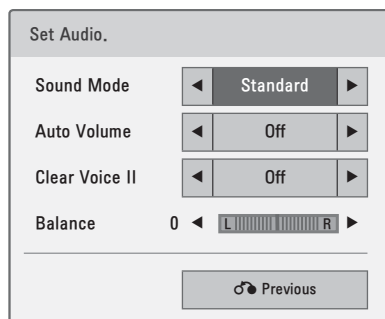 Set Audio.
Sound Mode ◀ Standard ▶
Auto Volume ◀ Off ▶
Clear Voice II ◀ Off ▶
Balance 0 ◀ L R ▶
Previous